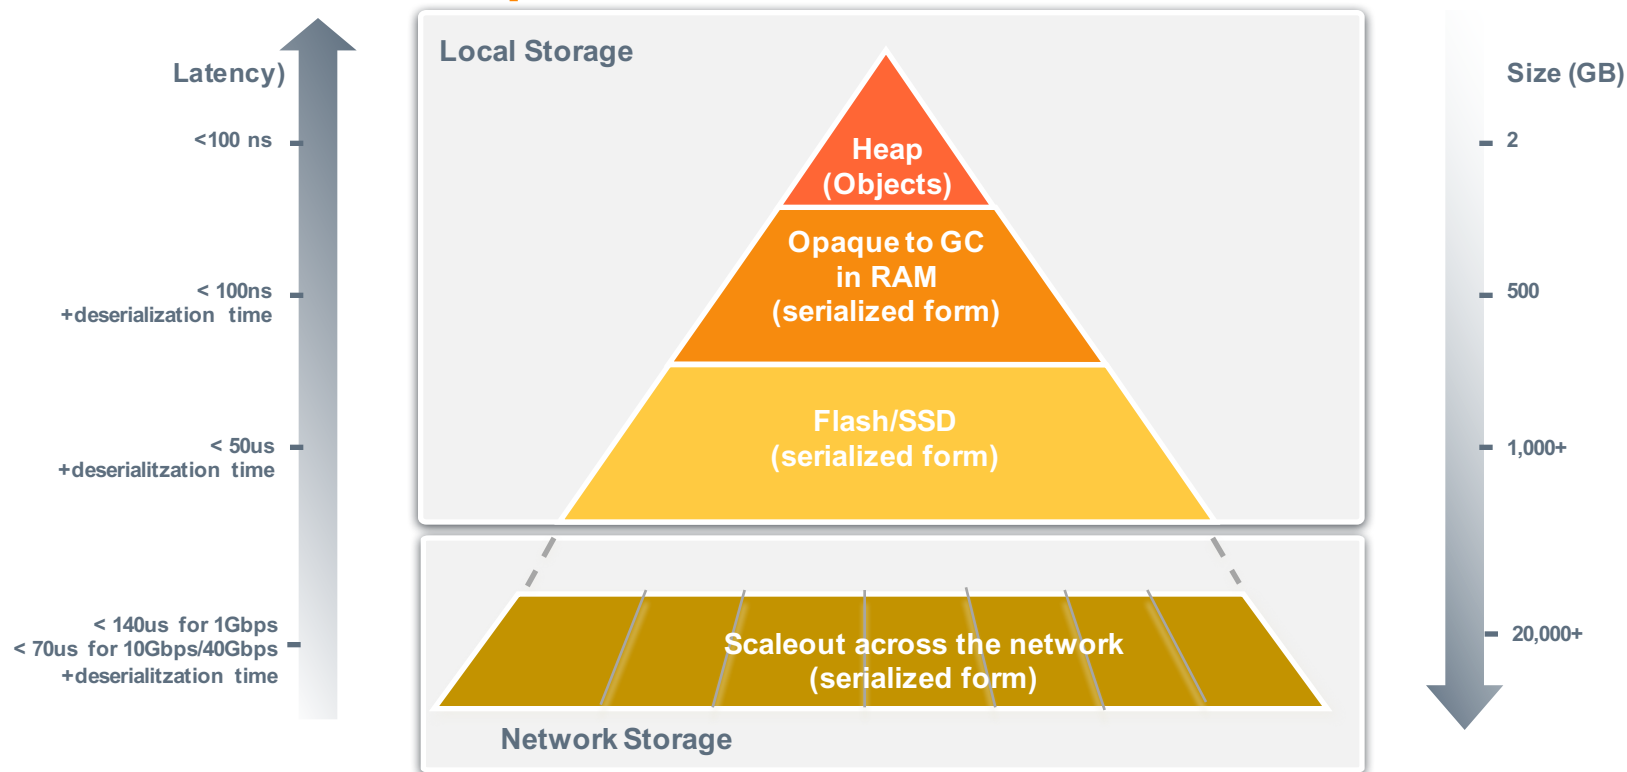 Local Storage
Latency)
Size (GB)
<100 ns
2
Heap
(Objects)
Opaque to GC
in RAM
(serialized form)
< 100ns
+deserialization time
500
Flash/SSD
(serialized form)
< 50us
+deserialitzation time
1,000+
< 140us for 1Gbps
< 70us for 10Gbps/40Gbps
+deserialitzation time
Scaleout across the network
(serialized form)
20,000+
Network Storage